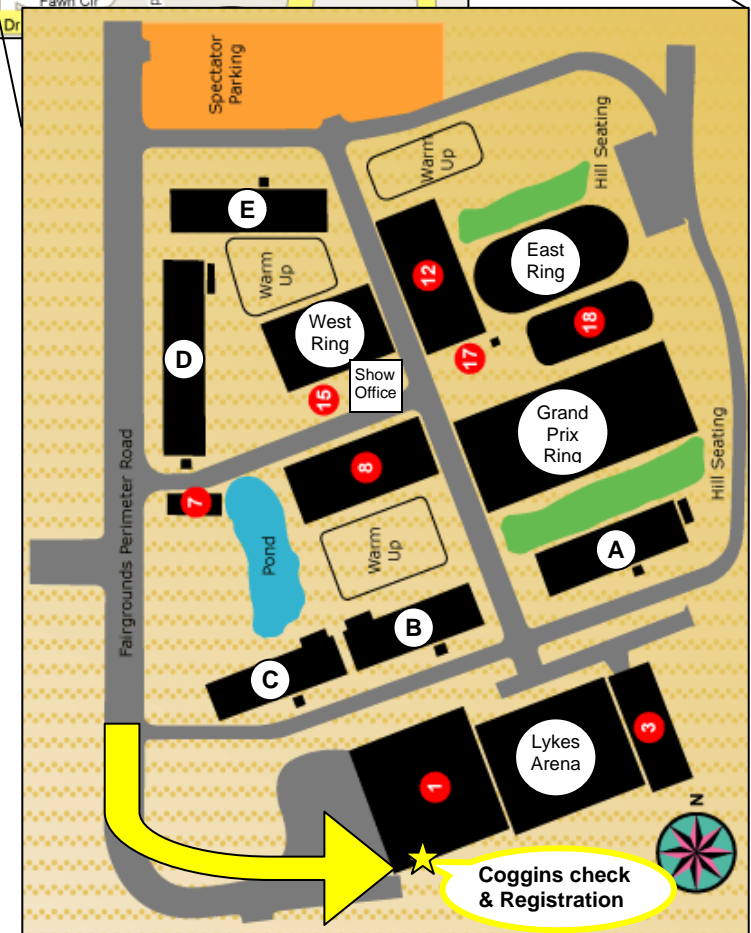 Fawn Cir
Dr
Spectator
Parking
Warm
Up
Hill Seating
E
Warm
Up
12
East
Ring
18
West
Ring
17
D
Show
Office
15
Grand
Prix
Ring
8
7
Hill Seating
Fairgrounds Perimeter Road
Pond
Warm
Up
A
B
C
3
Lykes
Arena
1
N
Coggins check
& Registration